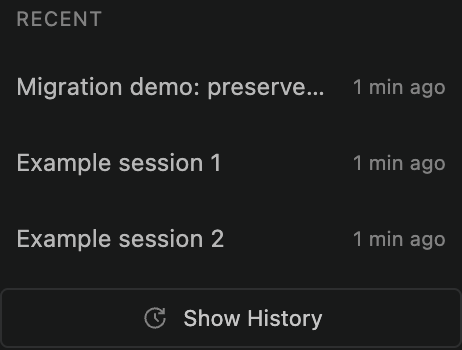 RECENT
Migration demo: preserve... 1 min ago
Example session 1 1 min ago
Example session 2 1 min ago
Show History